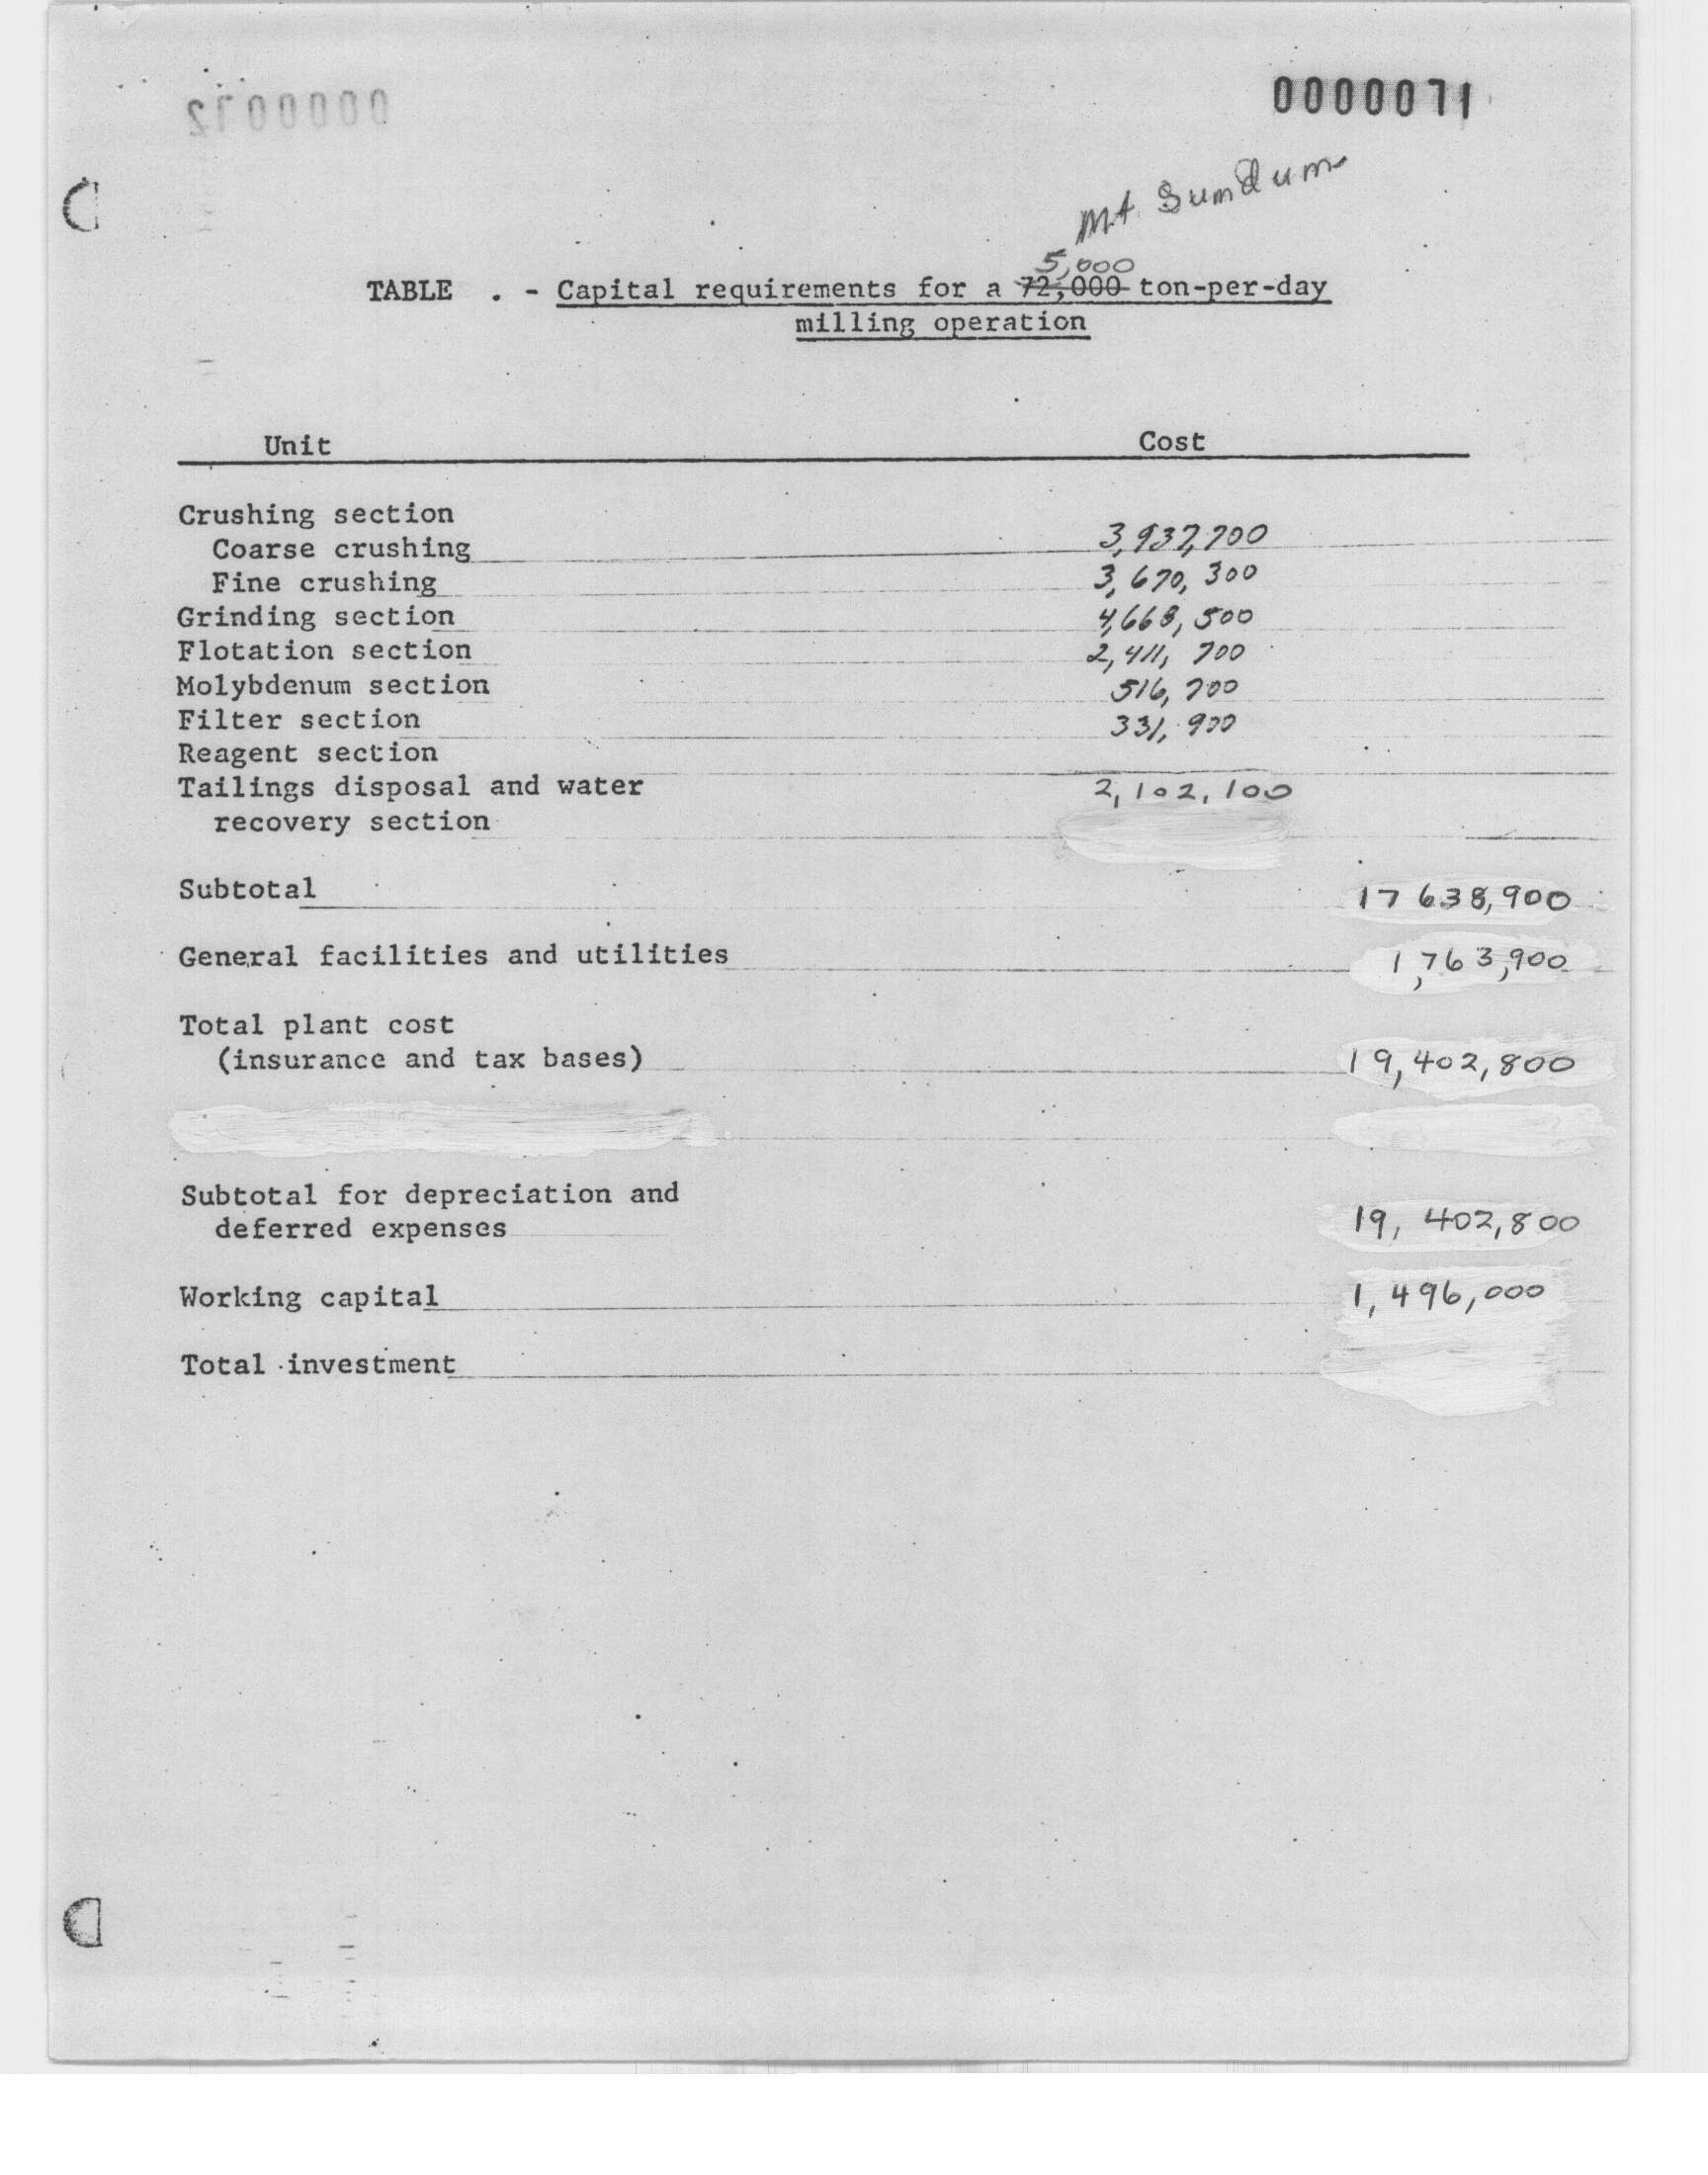 0000071
Mt Sumdum
5,000
TABLE . - Capital requirements for a 72,000 ton-per-day
milling operation
Unit Cost
Crushing section
Coarse crushing 3,937,700
Fine crushing 3,670,300
Grinding section 4,668,500
Flotation section 2,411,700
Molybdenum section 516,700
Filter section 331,900
Reagent section
Tailings disposal and water 2,102,100
recovery section
Subtotal 17 638,900
General facilities and utilities 1,763,900
Total plant cost
(insurance and tax bases) 19,402,800
Subtotal for depreciation and
deferred expenses 19,402,800
Working capital 1,496,000
Total investment